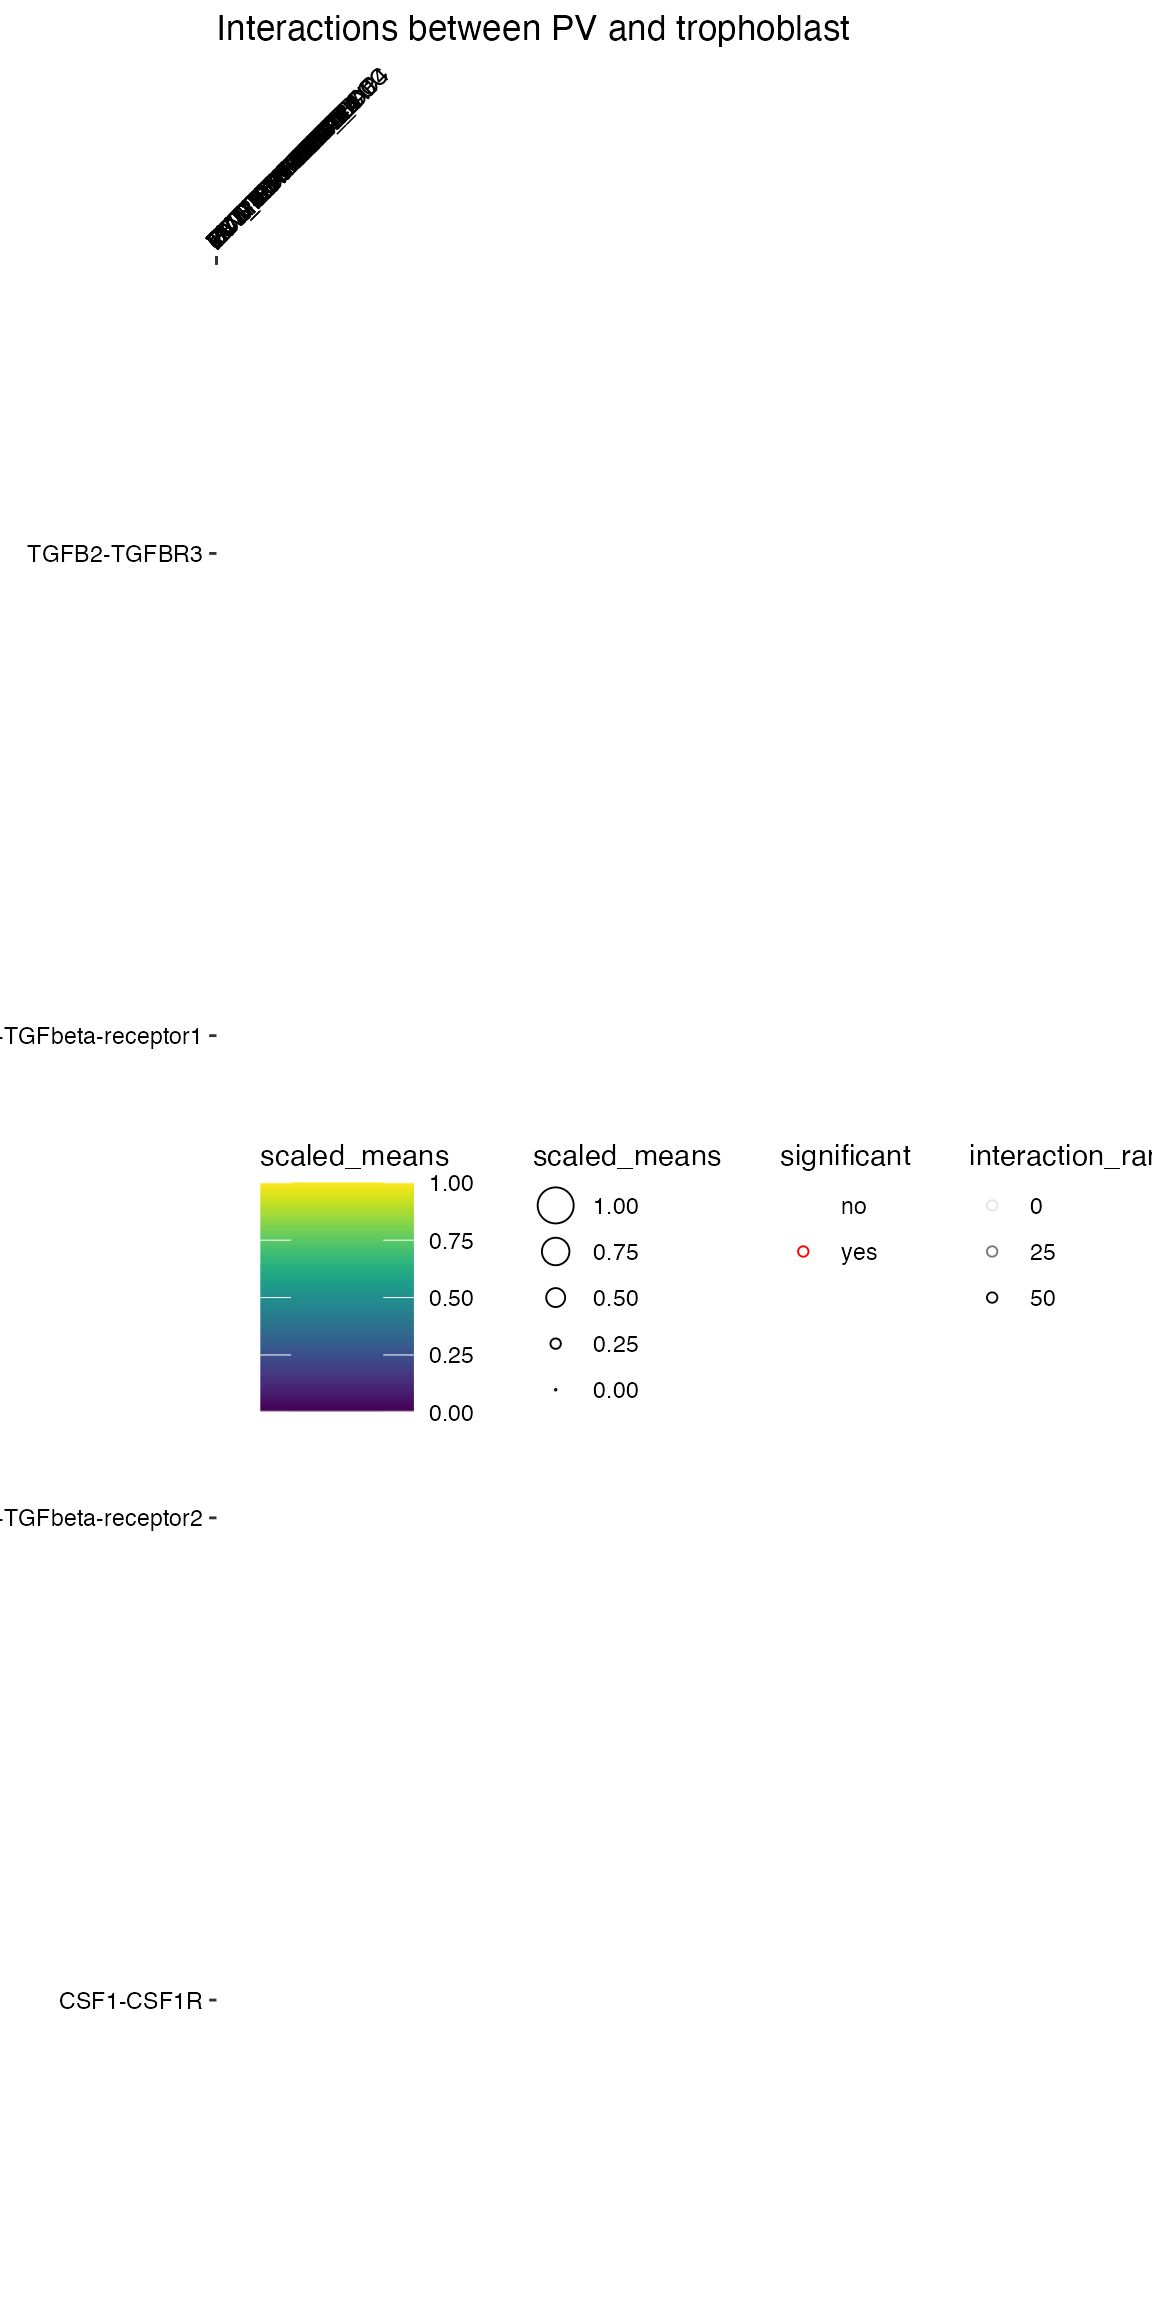 Interactions between PV and trophoblast
TGFB2-TGFBR3
-TGFbeta-receptor1
scaled_means
1.00
0.75
0.50
0.25
0.00
scaled_means
1.00
0.75
0.50
0.25
0.00
significant
no
yes
interaction_ra
0
25
50
-TGFbeta-receptor2
CSF1-CSF1R